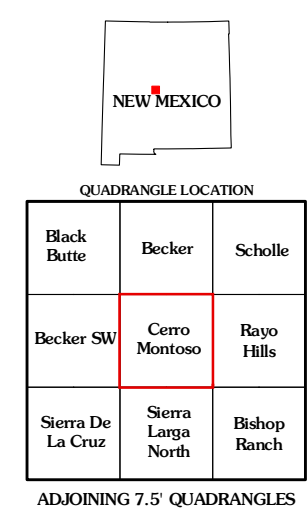 NEW MEXICO
QUADRANGLE LOCATION
Black
Butte
Becker
Scholle
Becker SW
Cerro
Montoso
Rayo
Hills
Sierra De
La Cruz
Sierra
Larga
North
Bishop
Ranch
ADJOINING 7.5' QUADRANGLES